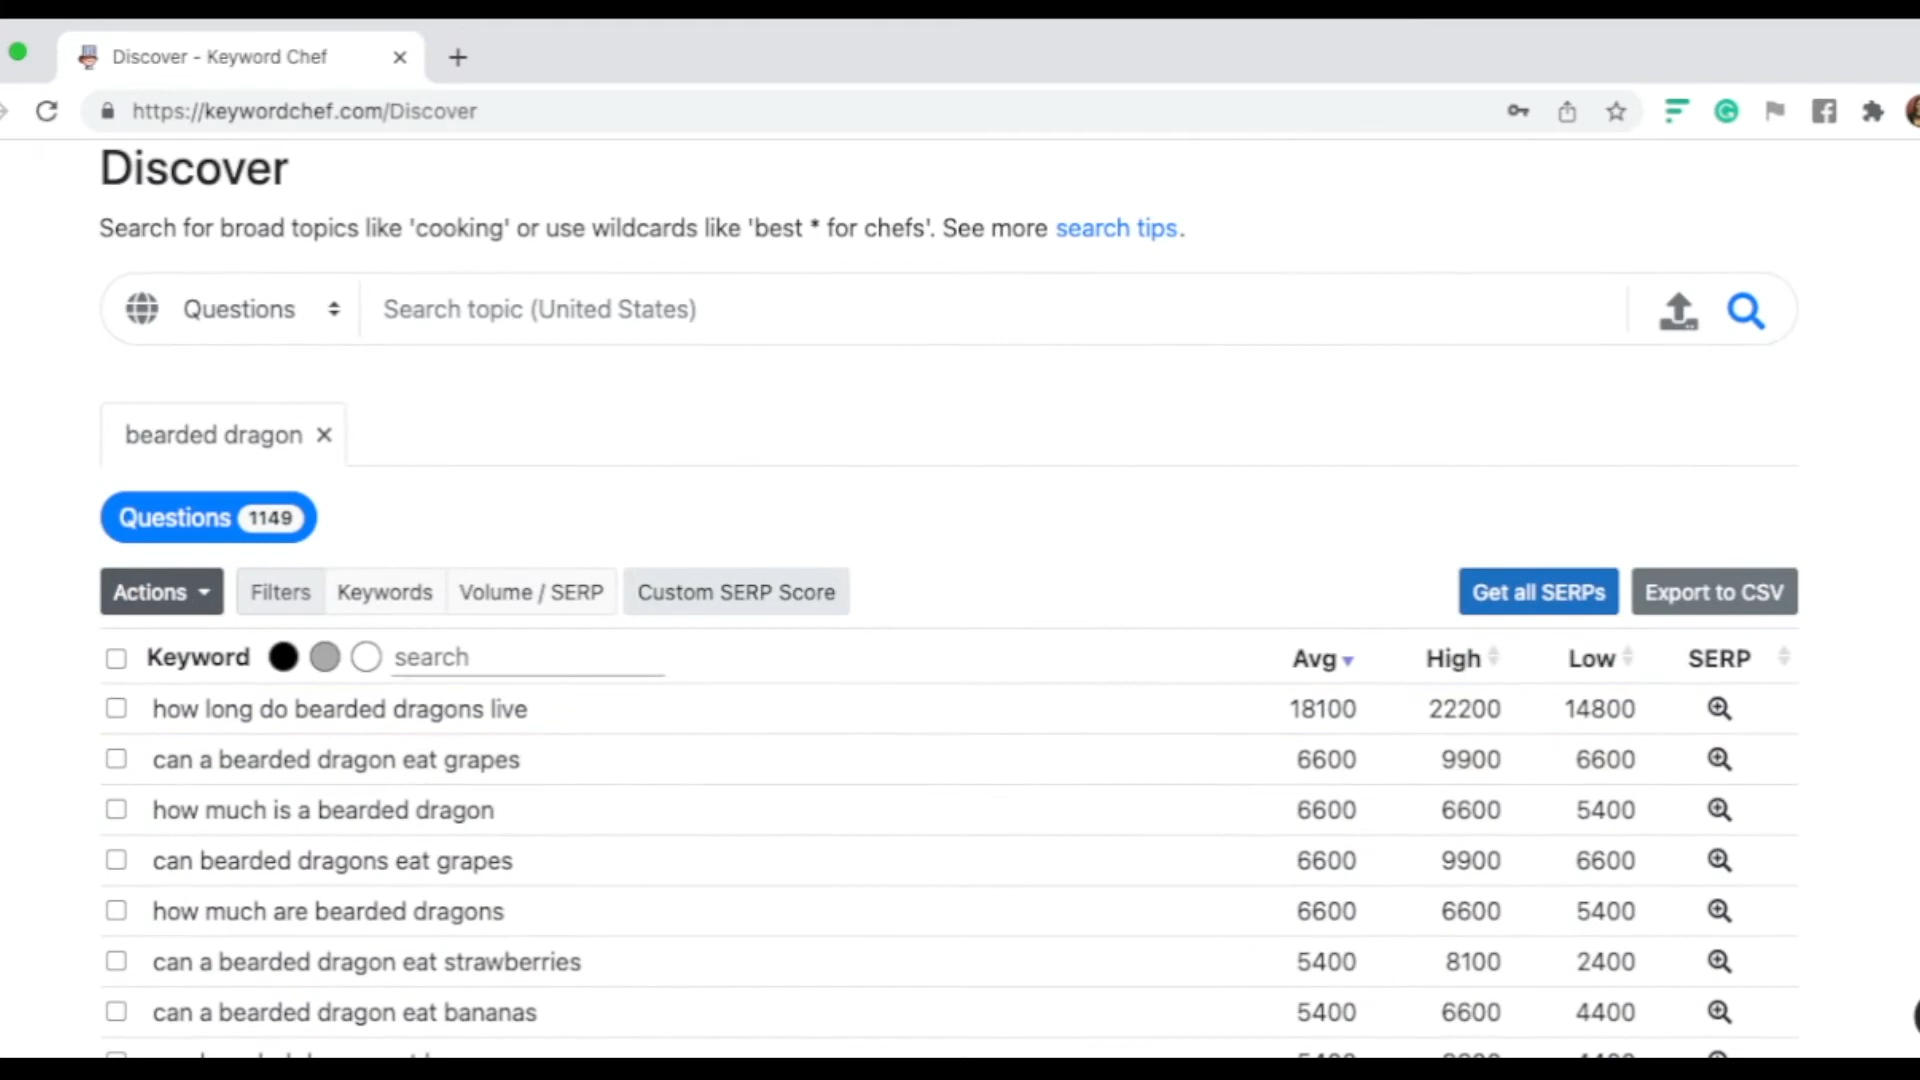 Discover - Keyword Chef
https://keywordchef.com/Discover
Discover
Search for broad topics like 'cooking' or use wildcards like 'best * for chefs'. See more search tips.
Questions Search topic (United States)
bearded dragon
Questions 1149
Actions Filters Keywords Volume / SERP Custom SERP Score Get all SERPs Export to CSV
Keyword search Avg High Low SERP
how long do bearded dragons live 18100 22200 14800
can a bearded dragon eat grapes 6600 9900 6600
how much is a bearded dragon 6600 6600 5400
can bearded dragons eat grapes 6600 9900 6600
how much are bearded dragons 6600 6600 5400
can a bearded dragon eat strawberries 5400 8100 2400
can a bearded dragon eat bananas 5400 6600 4400